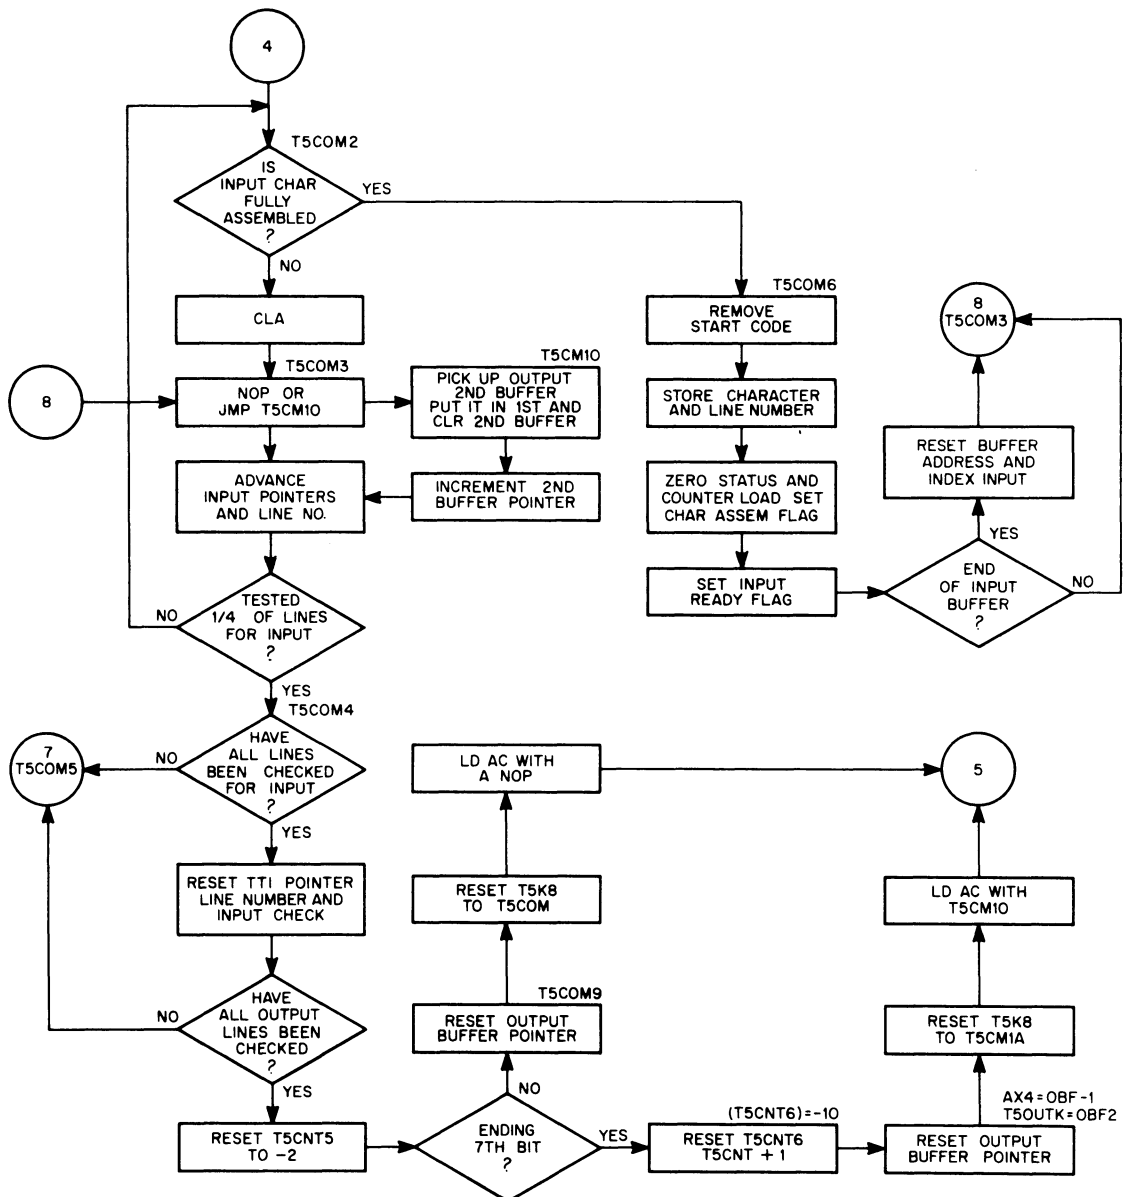 4
T5COM2
IS
INPUT CHAR
FULLY
ASSEMBLED
?
YES
NO
CLA
T5COM3
8
NOP OR
JMP T5CM10
T5CM10
PICK UP OUTPUT
2ND BUFFER
PUT IT IN 1ST AND
CLR 2ND BUFFER
INCREMENT 2ND
BUFFER POINTER
ADVANCE
INPUT POINTERS
AND LINE NO.
TESTED
1/4 OF LINES
FOR INPUT
?
NO
YES
T5COM6
REMOVE
START CODE
STORE CHARACTER
AND LINE NUMBER
ZERO STATUS AND
COUNTER LOAD SET
CHAR ASSEM FLAG
SET INPUT
READY FLAG
END
OF INPUT
BUFFER
?
YES
NO
RESET BUFFER
ADDRESS AND
INDEX INPUT
8
T5COM3
T5COM4
HAVE
ALL LINES
BEEN CHECKED
FOR INPUT
?
NO
YES
7
T5COM5
RESET TTI POINTER
LINE NUMBER AND
INPUT CHECK
HAVE
ALL OUTPUT
LINES BEEN
CHECKED
?
NO
YES
RESET T5CNT5
TO -2
ENDING
7TH BIT
?
NO
YES
T5COM9
RESET OUTPUT
BUFFER POINTER
RESET T5K8
TO T5COM
LD AC WITH
A NOP
5
(T5CNT6)=-10
RESET T5CNT6
T5CNT + 1
AX4=OBF-1
T5OUTK=OBF2
RESET OUTPUT
BUFFER POINTER
RESET T5K8
TO T5CM1A
LD AC WITH
T5CM10